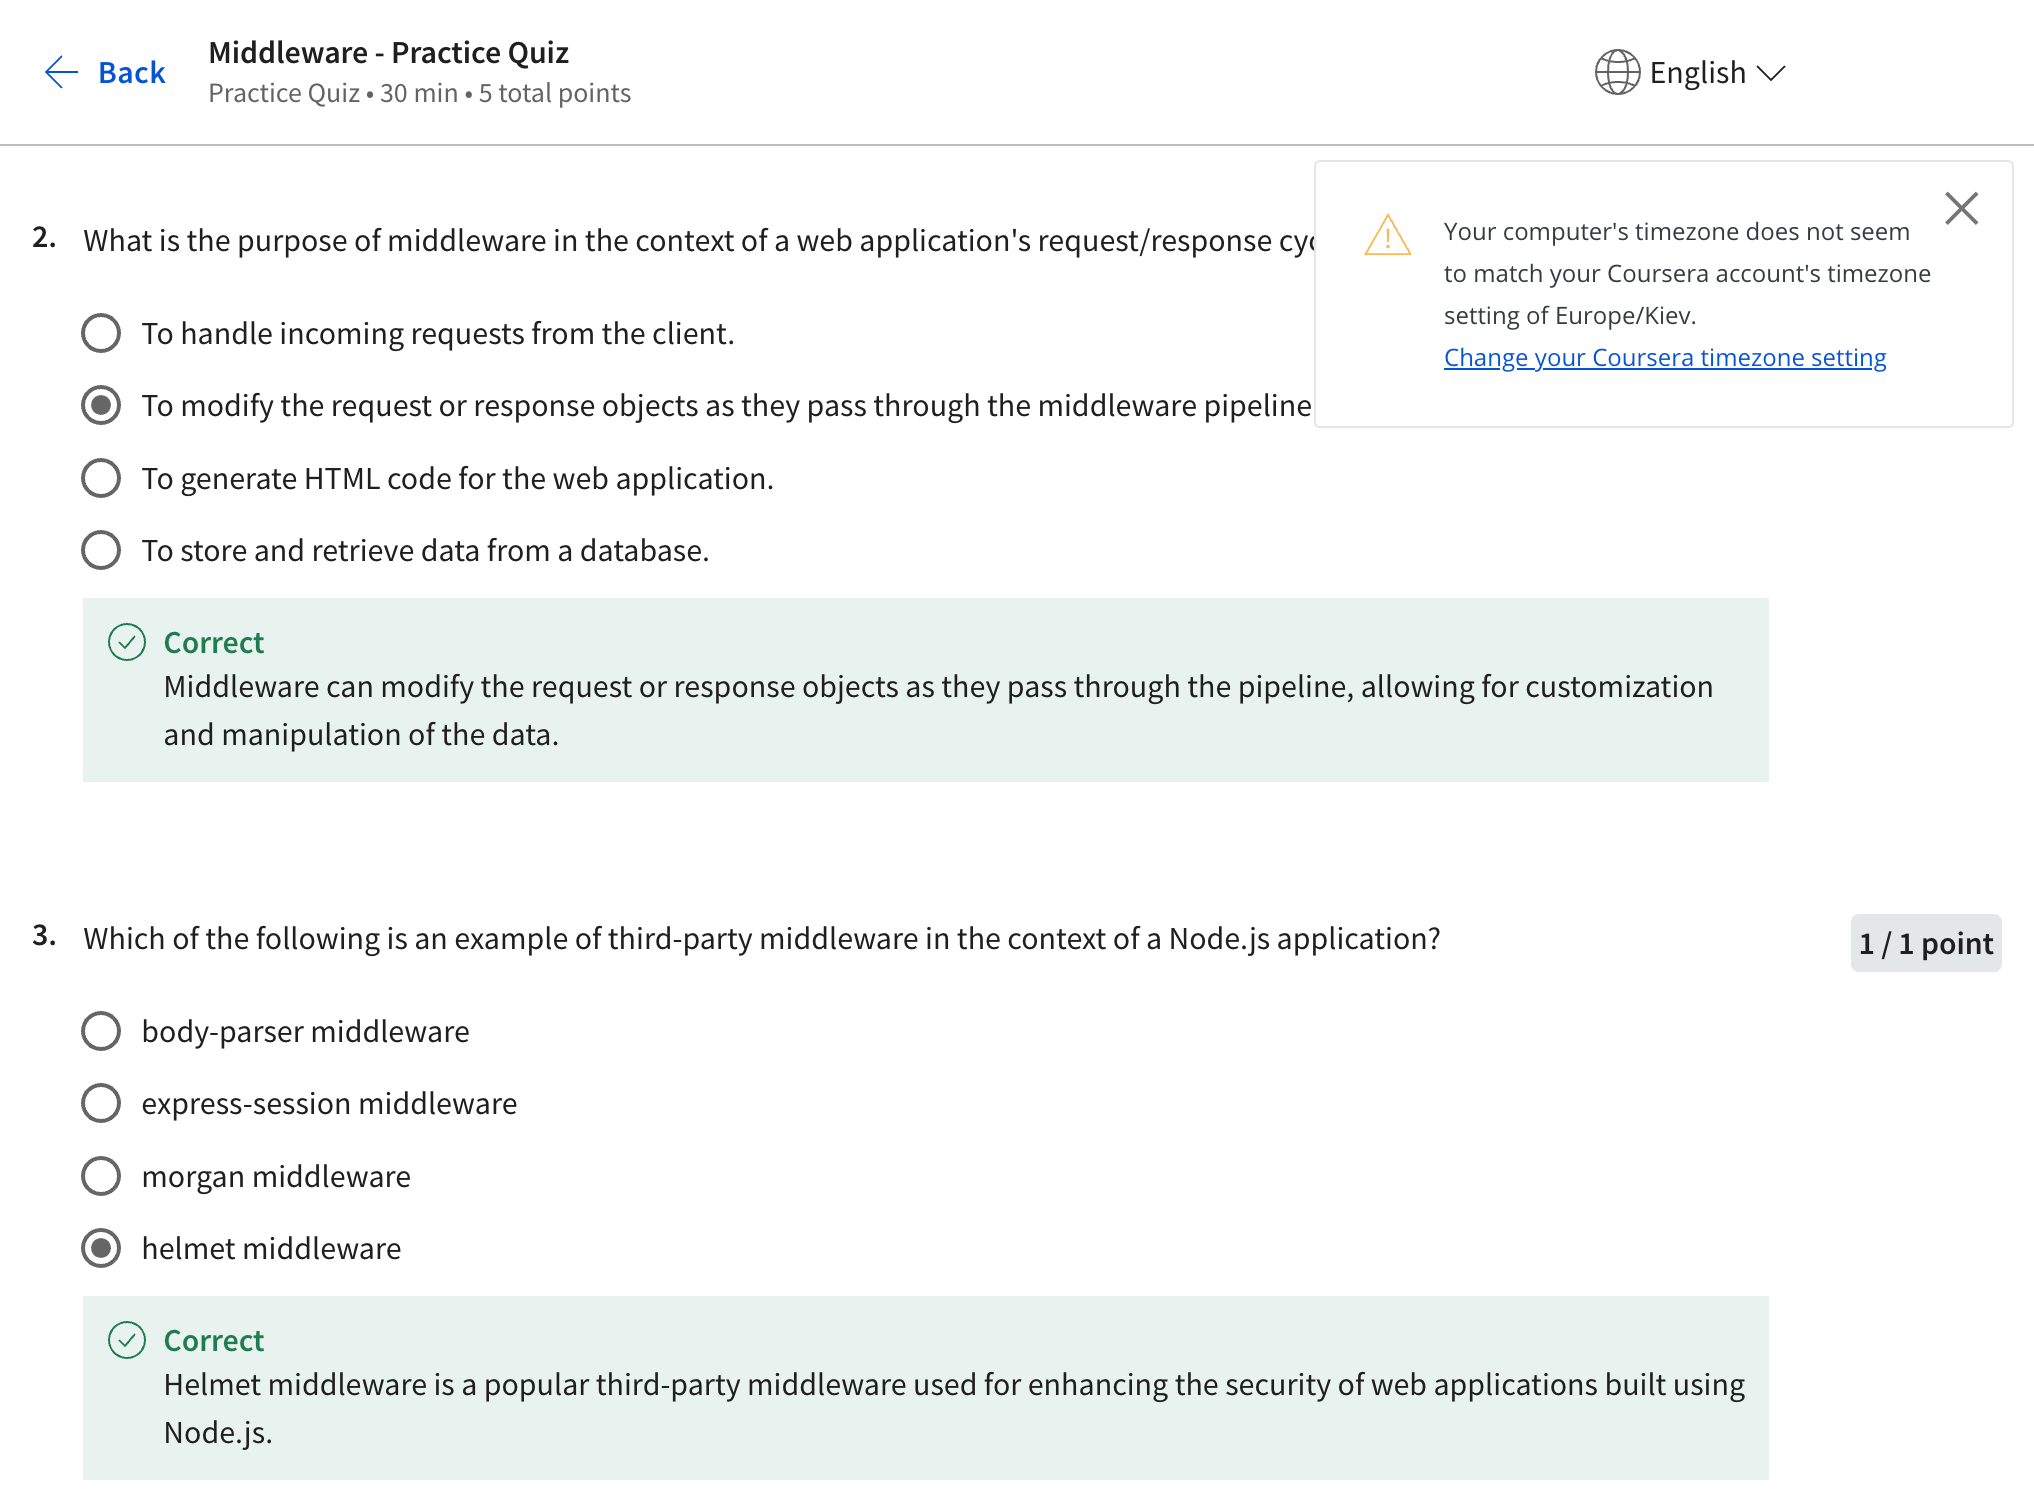 Back
Middleware - Practice Quiz
Practice Quiz • 30 min • 5 total points
English
Your computer's timezone does not seem
to match your Coursera account's timezone
setting of Europe/Kiev.
Change your Coursera timezone setting
2. What is the purpose of middleware in the context of a web application's request/response
To handle incoming requests from the client.
To modify the request or response objects as they pass through the middleware pipeline
To generate HTML code for the web application.
To store and retrieve data from a database.
Correct
Middleware can modify the request or response objects as they pass through the pipeline, allowing for customization
and manipulation of the data.
3. Which of the following is an example of third-party middleware in the context of a Node.js application?
1 / 1 point
body-parser middleware
express-session middleware
morgan middleware
helmet middleware
Correct
Helmet middleware is a popular third-party middleware used for enhancing the security of web applications built using
Node.js.